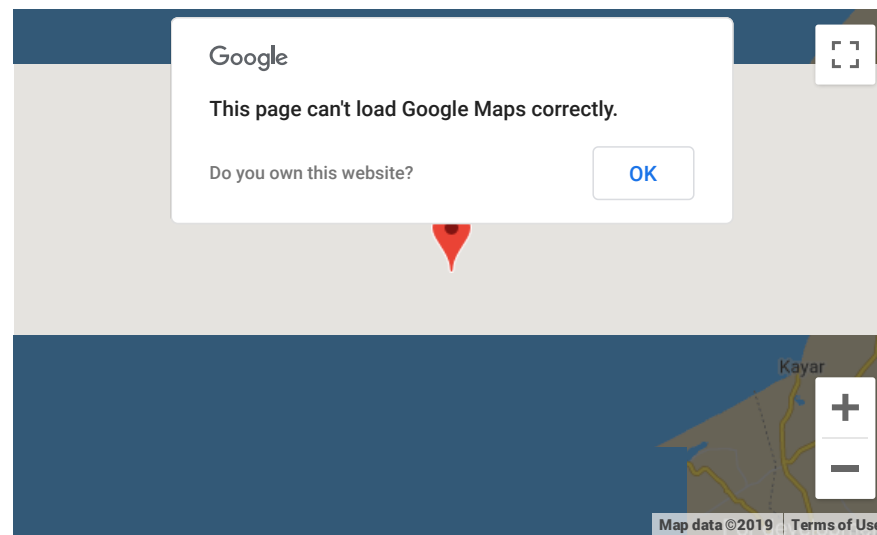 Google
This page can't load Google Maps correctly.
Do you own this website?
OK
Kayar
Map data ©2019
Terms of Use